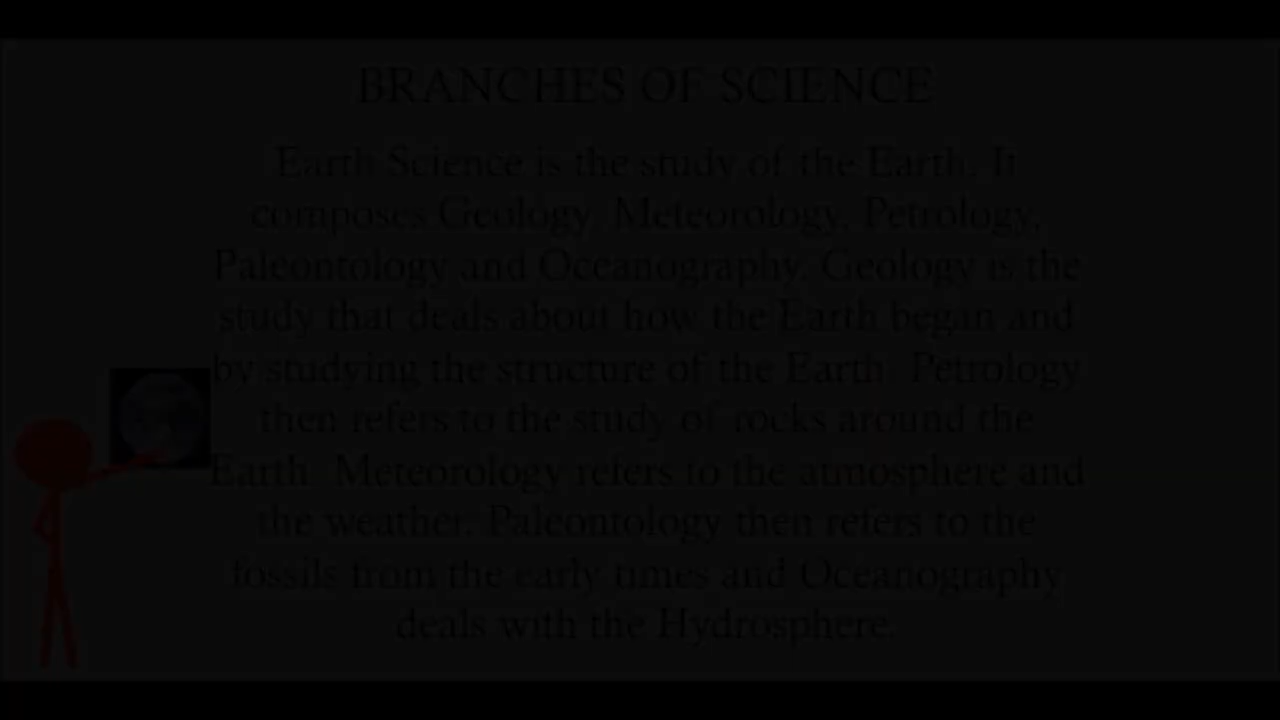 BRANCHES OF SCIENCE
Earth Science is the study of the Earth. It
composes Geology, Meteorology, Petrology,
Paleontology and Oceanography. Geology is the
study that deals about how the Earth began and
by studying the structure of the Earth. Petrology
then refers to the study of rocks around the
Earth. Meteorology refers to the atmosphere and
the weather. Paleontology then refers to the
fossils from the early times and Oceanography
deals with the Hydrosphere.